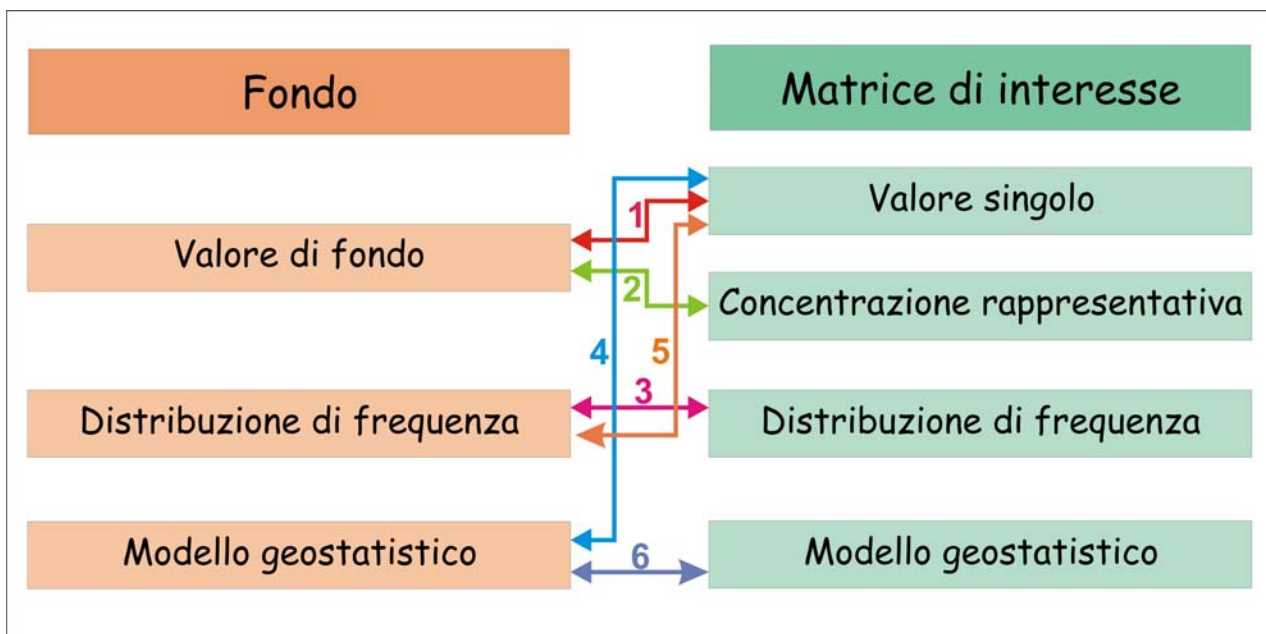 Fondo
Matrice di interesse
Valore singolo
1
Valore di fondo
2
Concentrazione rappresentativa
4
5
3
Distribuzione di frequenza
Distribuzione di frequenza
Modello geostatistico
6
Modello geostatistico